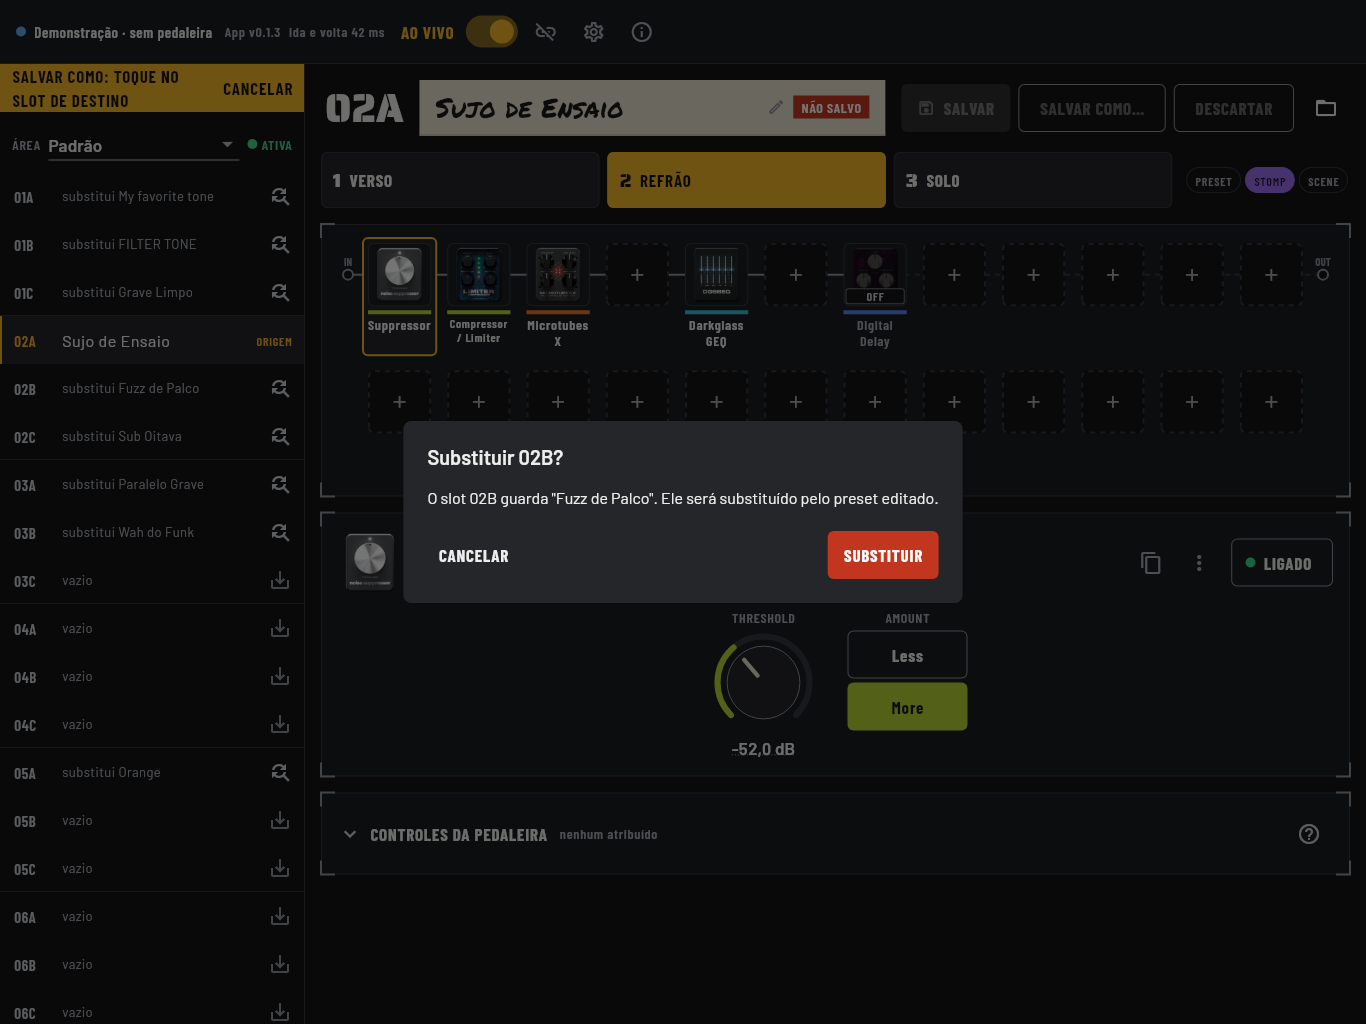 Demonstração · sem pedaleira App v0.1.3 Ida e volta 42 ms AO VIVO
SALVAR COMO: TOQUE NO
SLOT DE DESTINO
CANCELAR
ÁREA Padrão ATIVA
01A substitui My favorite tone
01B substitui FILTER TONE
01C substitui Grave Limpo
02A Sujo de Ensaio ORIGEM
02B substitui Fuzz de Palco
02C substitui Sub Oitava
03A substitui Paralelo Grave
03B substitui Wah do Funk
03C vazio
04A vazio
04B vazio
04C vazio
05A substitui Orange
05B vazio
05C vazio
06A vazio
06B vazio
06C vazio
02A Sujo de Ensaio NÃO SALVO SALVAR SALVAR COMO... DESCARTAR
1 VERSO 2 REFRÃO 3 SOLO PRESET STOMP SCENE
IN OUT
LIMITER
OFF
Suppressor
Compressor
/ Limiter
Microtubes
X
Darkglass
GEQ
Digital
Delay
Substituir 02B?
O slot 02B guarda "Fuzz de Palco". Ele será substituído pelo preset editado.
CANCELAR SUBSTITUIR
LIGADO
THRESHOLD AMOUNT
Less
More
-52,0 dB
CONTROLES DA PEDALEIRA nenhum atribuído